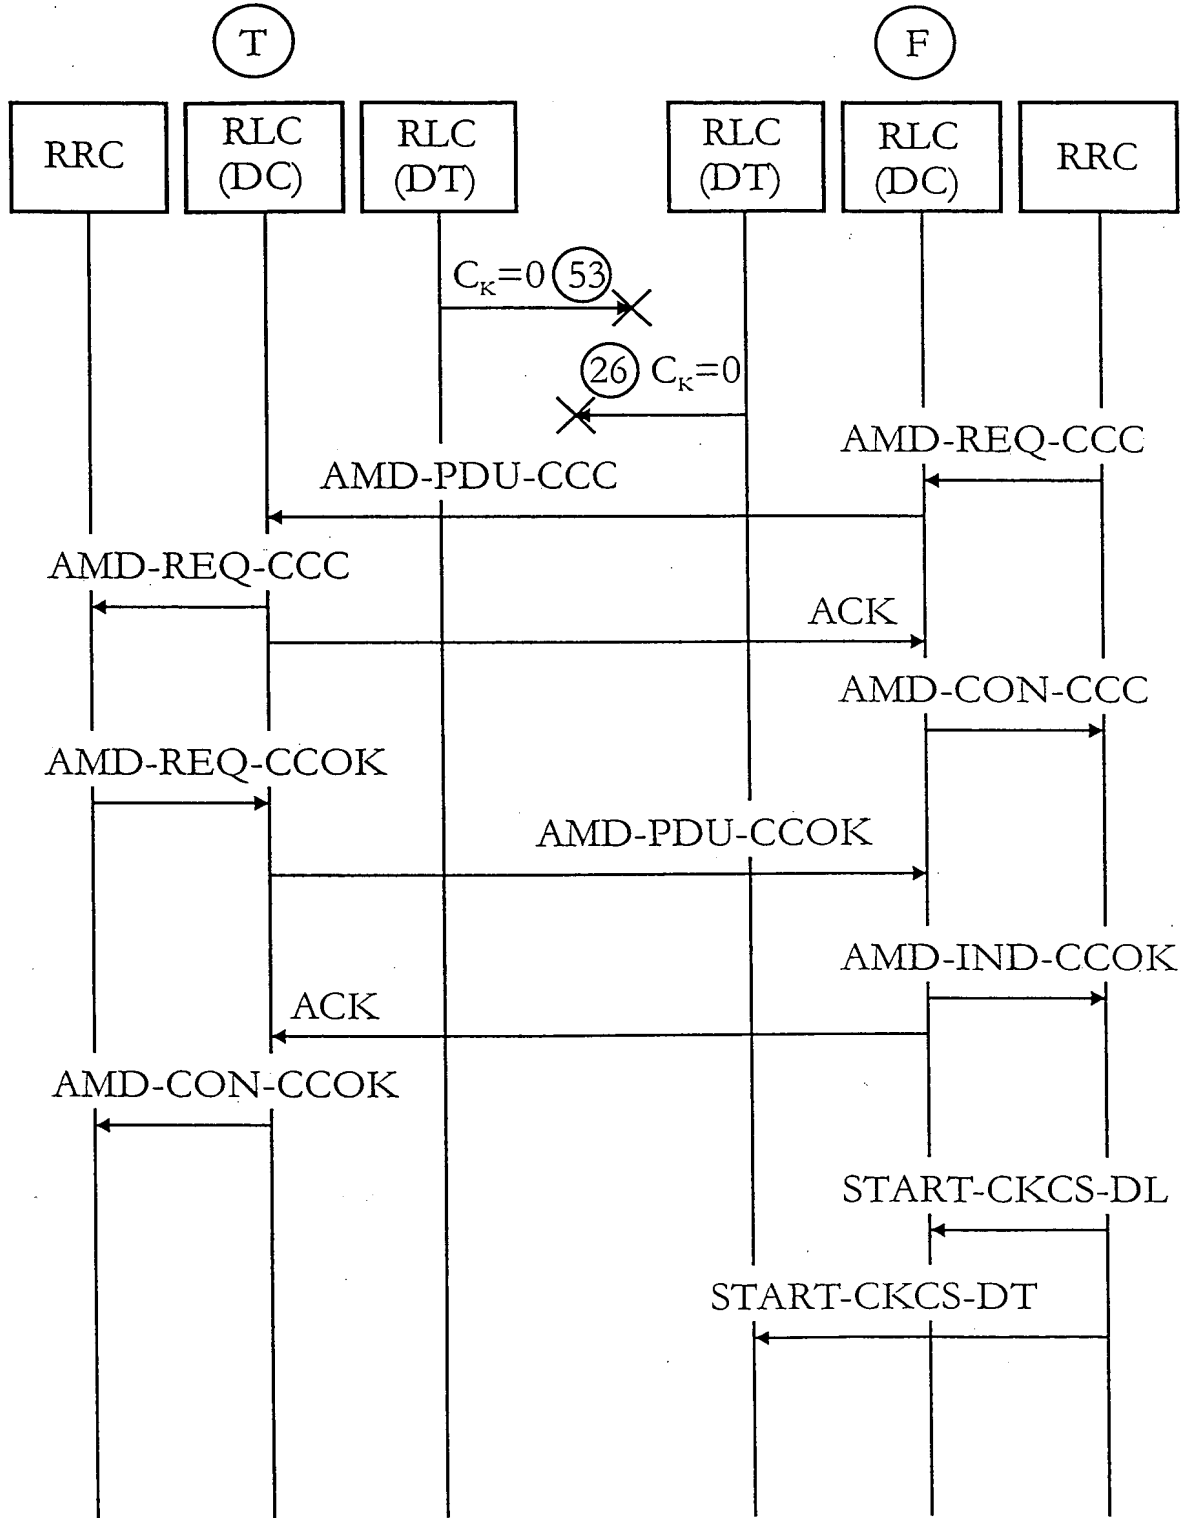 T
F
RRC
RLC
(DC)
RLC
(DT)
RLC
(DT)
RLC
(DC)
RRC
CK=0 53
26 CK=0
AMD-REQ-CCC
AMD-PDU-CCC
AMD-REQ-CCC
ACK
AMD-CON-CCC
AMD-REQ-CCOK
AMD-PDU-CCOK
AMD-IND-CCOK
ACK
AMD-CON-CCOK
START-CKCS-DL
START-CKCS-DT